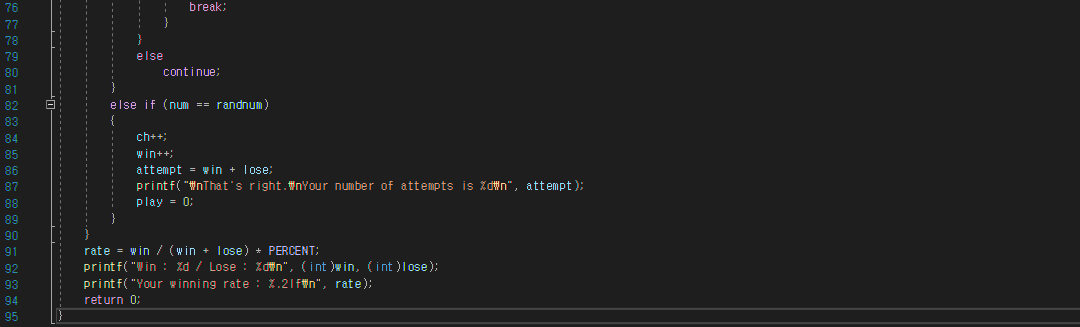 76 break;
77 }
78 }
79 else
80 continue;
81 }
82 else if (num == randnum)
83 {
84 ch++;
85 win++;
86 attempt = win + lose;
87 printf("₩nThat's right.₩nYour number of attempts is %d₩n", attempt);
88 play = 0;
89 }
90 }
91 rate = win / (win + lose) * PERCENT;
92 printf("Win : %d / Lose : %d₩n", (int)win, (int)lose);
93 printf("Your winning rate : %.2lf₩n", rate);
94 return 0;
95 }